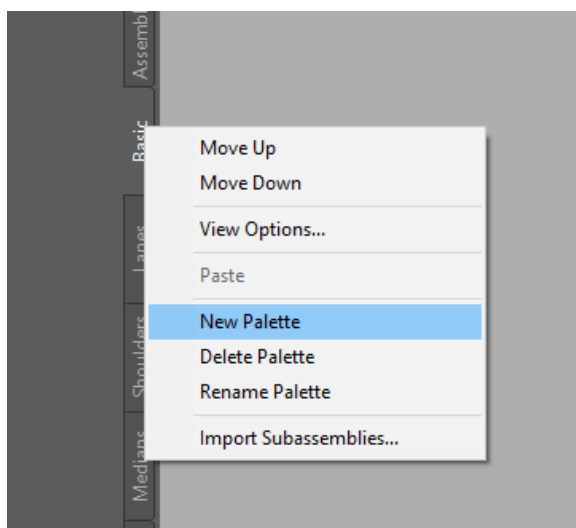 Assembl
Basic
Lanes
Shoulders
Medians
Move Up
Move Down
View Options...
Paste
New Palette
Delete Palette
Rename Palette
Import Subassemblies...